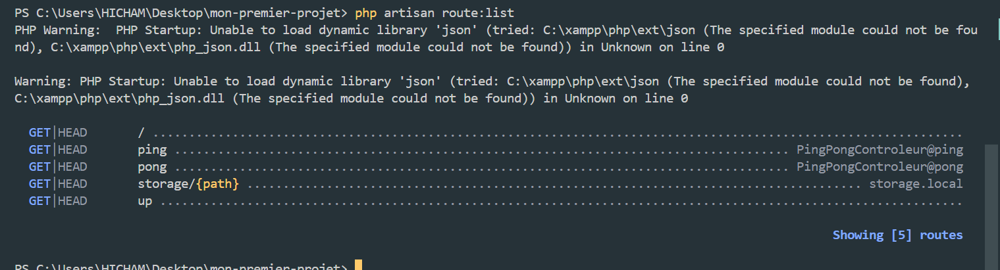 PS C:\Users\HICHAM\Desktop\mon-premier-projet> php artisan route:list
PHP Warning:  PHP Startup: Unable to load dynamic library 'json' (tried: C:\xampp\php\ext\json (The specified module could not be fou
nd), C:\xampp\php\ext\php_json.dll (The specified module could not be found)) in Unknown on line 0
Warning: PHP Startup: Unable to load dynamic library 'json' (tried: C:\xampp\php\ext\json (The specified module could not be found),
C:\xampp\php\ext\php_json.dll (The specified module could not be found)) in Unknown on line 0
GET|HEAD       / ................................................................................................................
GET|HEAD       ping ..................................................................................... PingPongControleur@ping
GET|HEAD       pong ..................................................................................... PingPongControleur@pong
GET|HEAD       storage/{path} ..................................................................................... storage.local
GET|HEAD       up ...............................................................................................................
Showing [5] routes
PS C:\Users\HICHAM\Desktop\mon-premier-projet>